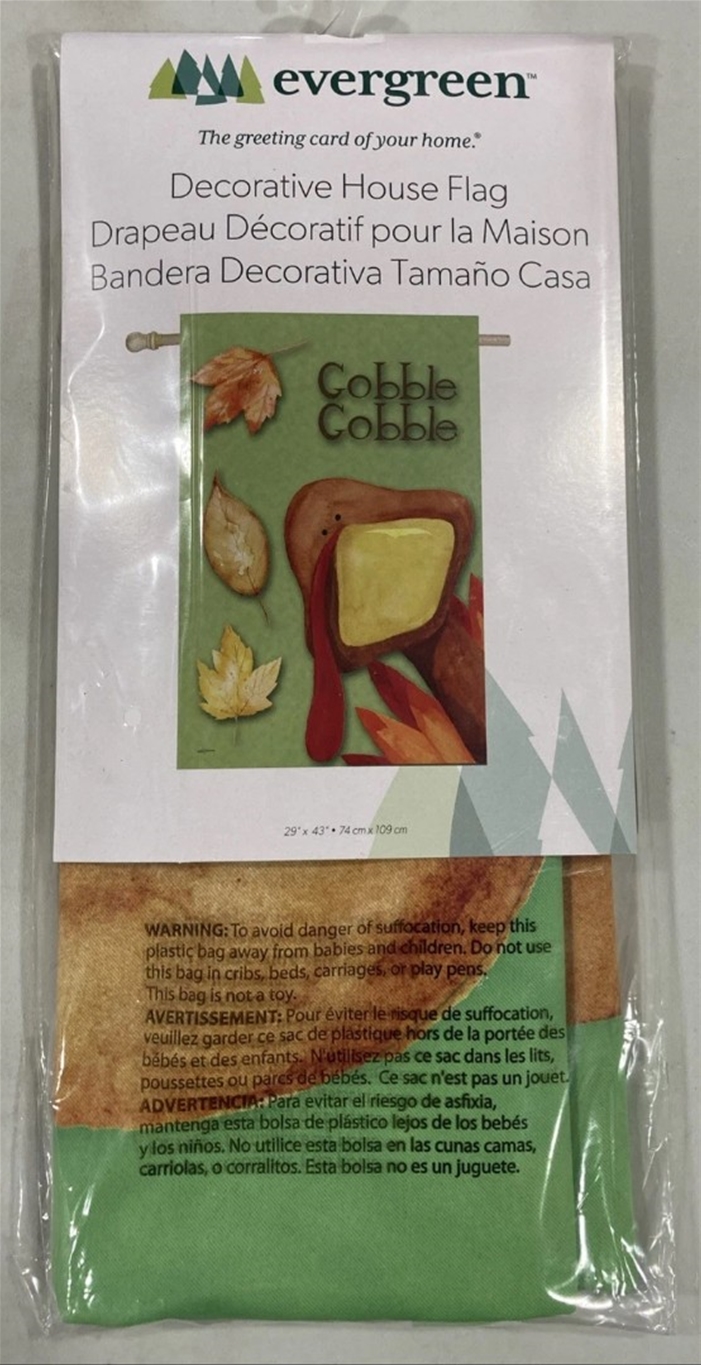 evergreen™
The greeting card of your home.®
Decorative House Flag
Drapeau Décoratif pour la Maison
Bandera Decorativa Tamaño Casa
Gobble
Gobble
29" x 43" • 74 cm x 109 cm
WARNING: To avoid danger of suffocation, keep this
plastic bag away from babies and children. Do not use
this bag in cribs, beds, carriages, or play pens.
This bag is not a toy.
AVERTISSEMENT: Pour éviter le risque de suffocation,
veuillez garder ce sac de plastique hors de la portée des
bébés et des enfants. N'utilisez pas ce sac dans les lits,
poussettes ou parcs de bébés. Ce sac n'est pas un jouet.
ADVERTENCIA: Para evitar el riesgo de asfixia,
mantenga esta bolsa de plástico lejos de los bebés
y los niños. No utilice esta bolsa en las cunas camas,
carriolas, o corralitos. Esta bolsa no es un juguete.